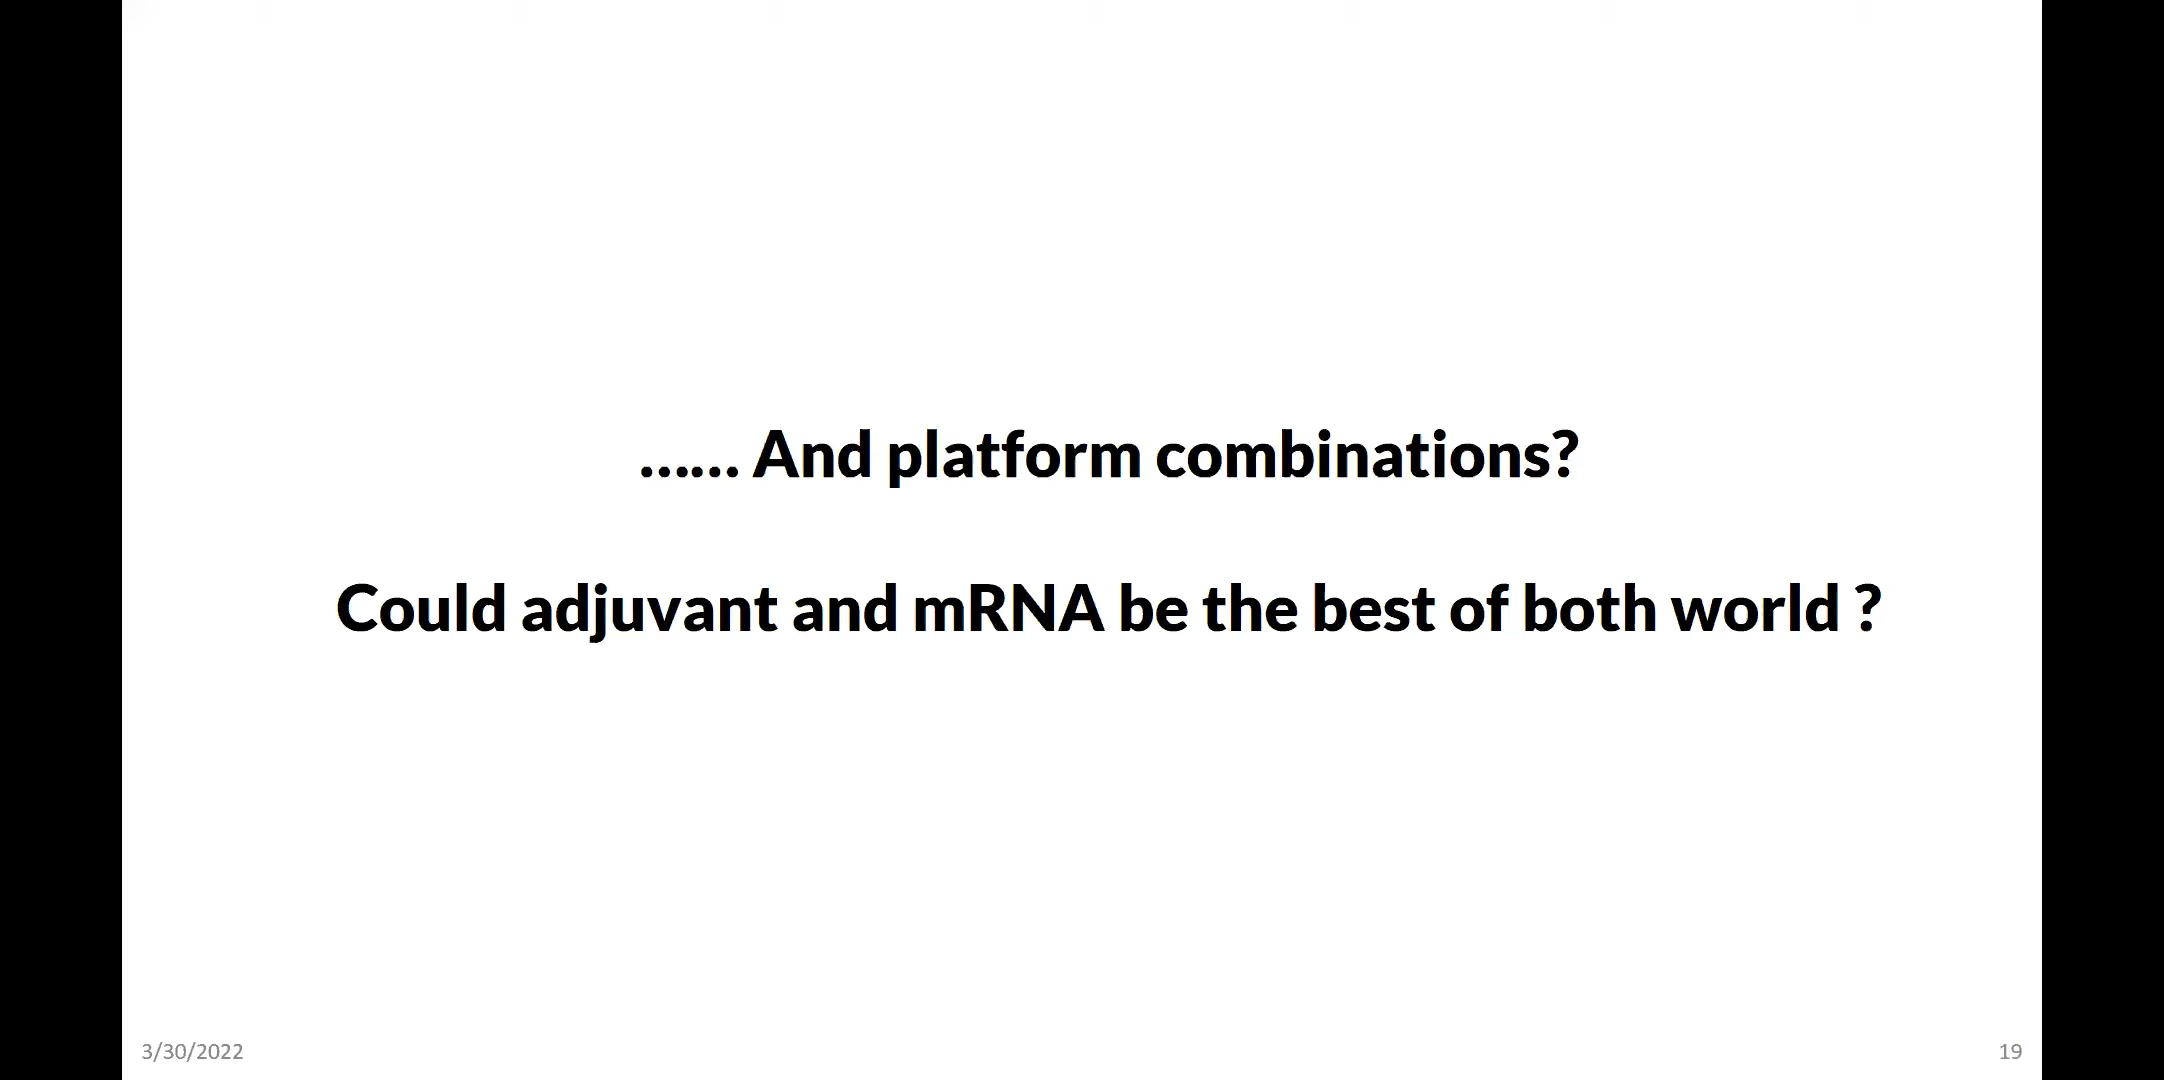 ...... And platform combinations?
Could adjuvant and mRNA be the best of both world ?
3/30/2022
19